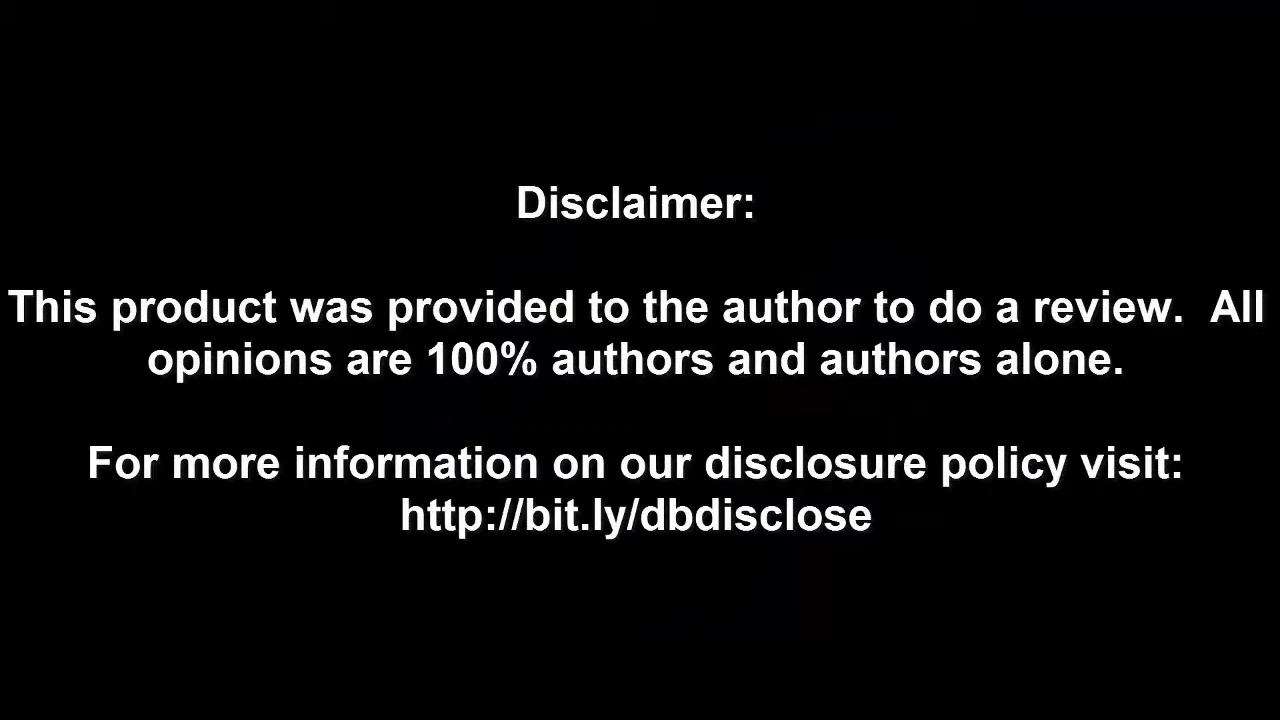 Disclaimer:
This product was provided to the author to do a review.  All
opinions are 100% authors and authors alone.
For more information on our disclosure policy visit:
http://bit.ly/dbdisclose